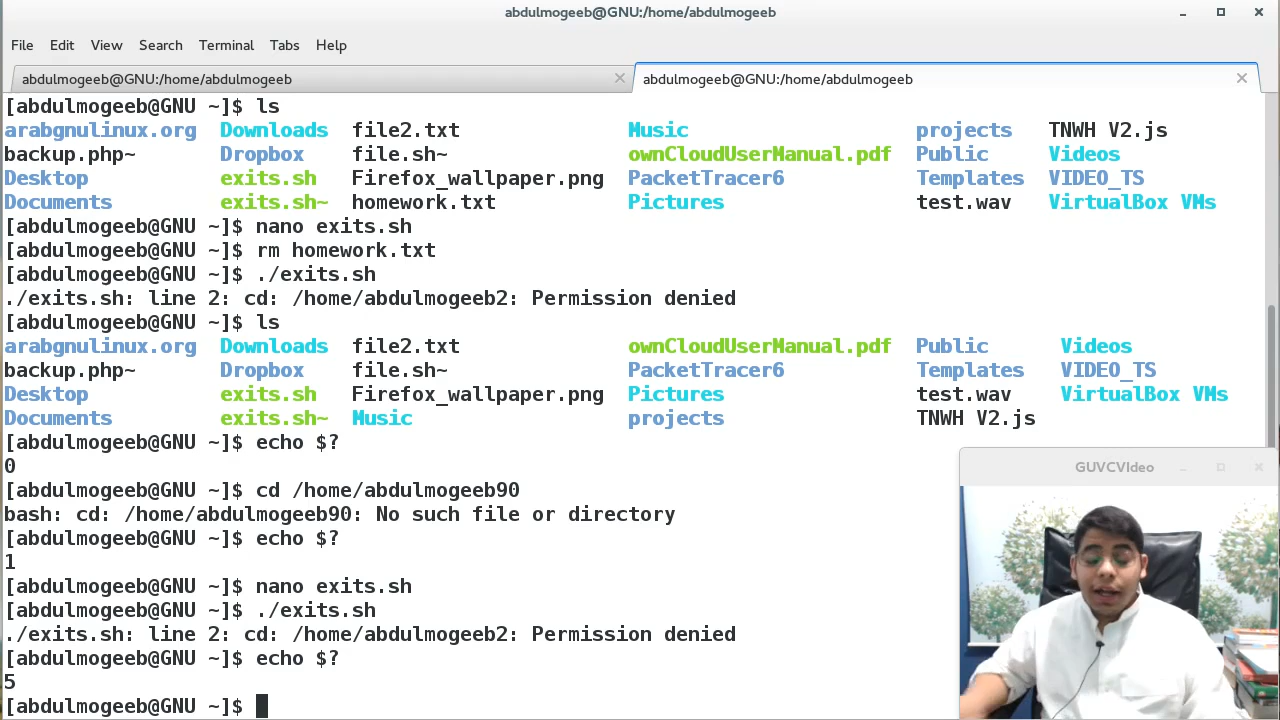 abdulmogeeb@GNU:/home/abdulmogeeb
File Edit View Search Terminal Tabs Help
abdulmogeeb@GNU:/home/abdulmogeeb abdulmogeeb@GNU:/home/abdulmogeeb
[abdulmogeeb@GNU ~]$ ls
arabgnulinux.org Downloads file2.txt Music projects TNWH V2.js
backup.php~ Dropbox file.sh~ ownCloudUserManual.pdf Public Videos
Desktop exits.sh Firefox_wallpaper.png PacketTracer6 Templates VIDEO_TS
Documents exits.sh~ homework.txt Pictures test.wav VirtualBox VMs
[abdulmogeeb@GNU ~]$ nano exits.sh
[abdulmogeeb@GNU ~]$ rm homework.txt
[abdulmogeeb@GNU ~]$ ./exits.sh
./exits.sh: line 2: cd: /home/abdulmogeeb2: Permission denied
[abdulmogeeb@GNU ~]$ ls
arabgnulinux.org Downloads file2.txt ownCloudUserManual.pdf Public Videos
backup.php~ Dropbox file.sh~ PacketTracer6 Templates VIDEO_TS
Desktop exits.sh Firefox_wallpaper.png Pictures test.wav VirtualBox VMs
Documents exits.sh~ Music projects TNWH V2.js
[abdulmogeeb@GNU ~]$ echo $?
0
[abdulmogeeb@GNU ~]$ cd /home/abdulmogeeb90
bash: cd: /home/abdulmogeeb90: No such file or directory
[abdulmogeeb@GNU ~]$ echo $?
1
[abdulmogeeb@GNU ~]$ nano exits.sh
[abdulmogeeb@GNU ~]$ ./exits.sh
./exits.sh: line 2: cd: /home/abdulmogeeb2: Permission denied
[abdulmogeeb@GNU ~]$ echo $?
5
[abdulmogeeb@GNU ~]$
GUVCVIdeo